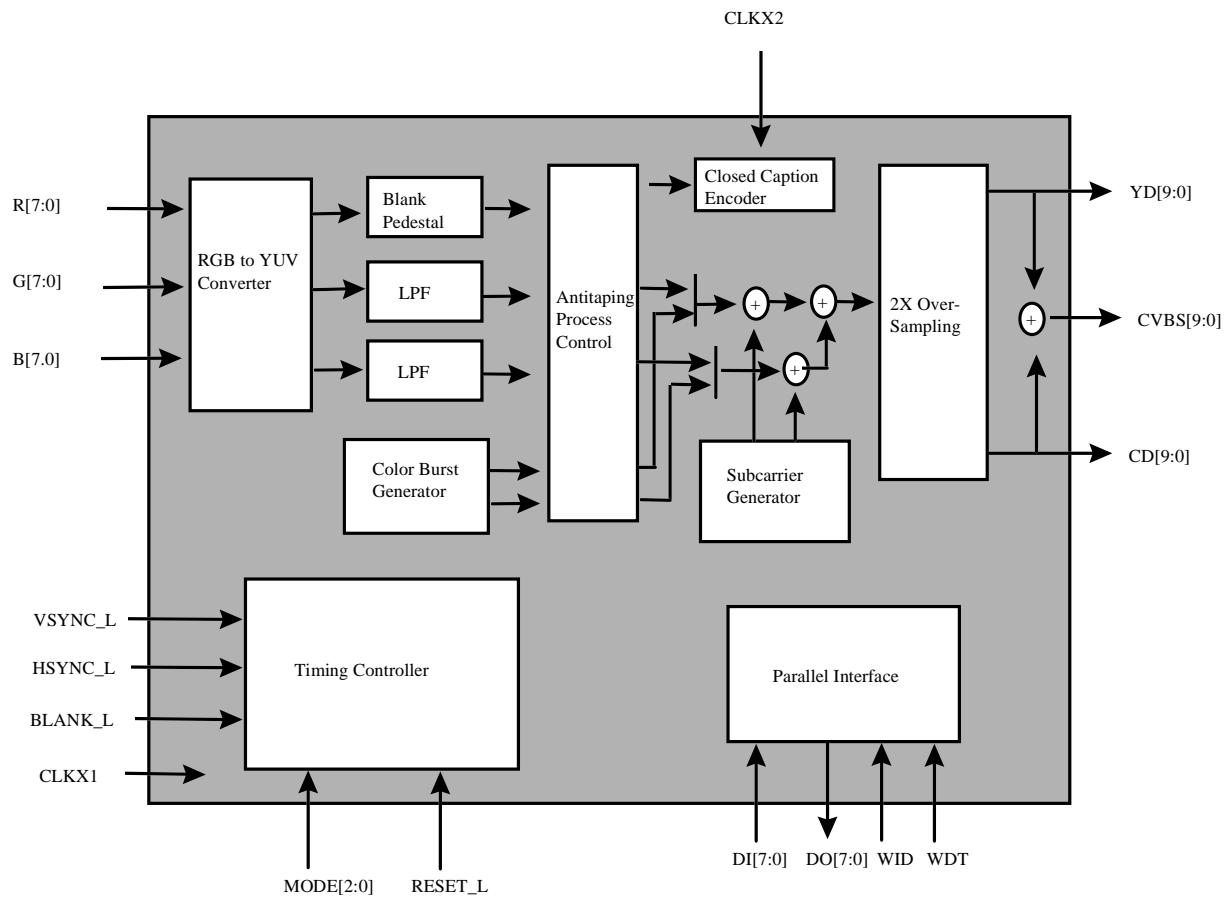 CLKX2
R[7:0]
G[7:0]
B[7.0]
RGB to YUV
Converter
Blank
Pedestal
LPF
LPF
Color Burst
Generator
Antitaping
Process
Control
Closed Caption
Encoder
+
+
+
Subcarrier
Generator
2X Over-
Sampling
+
YD[9:0]
CVBS[9:0]
CD[9:0]
VSYNC_L
HSYNC_L
BLANK_L
CLKX1
Timing Controller
MODE[2:0]
RESET_L
Parallel Interface
DI[7:0]
DO[7:0]
WID
WDT